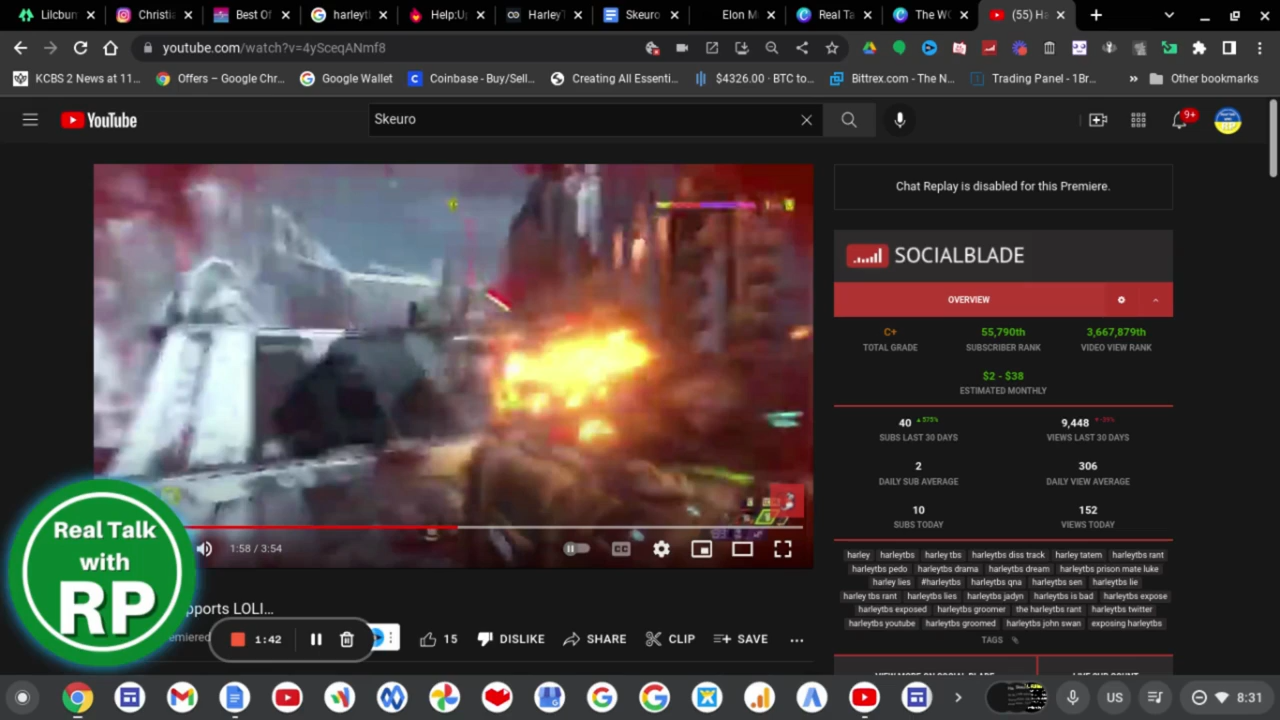 Lilcbun
Christia
Best Of
harleyt
Help:U
Harley
Skeuro
Elon M
Real Ta
The W
(55) Ha
youtube.com/watch?v=4ySceqANmf8
KCBS 2 News at 11...
Offers – Google Chr...
Google Wallet
Coinbase - Buy/Sell...
Creating All Essenti...
$4326.00 · BTC to...
Bittrex.com - The N...
Trading Panel - 1Br...
» Other bookmarks
YouTube
Skeuro
9+
Chat Replay is disabled for this Premiere.
SOCIALBLADE
OVERVIEW
C+ 55,790th 3,667,879th
TOTAL GRADE SUBSCRIBER RANK VIDEO VIEW RANK
$2 - $38
ESTIMATED MONTHLY
40 9,448
SUBS LAST 30 DAYS VIEWS LAST 30 DAYS
2 306
DAILY SUB AVERAGE DAILY VIEW AVERAGE
10 152
SUBS TODAY VIEWS TODAY
harley harleytbs harley tbs harleytbs diss track harley tatem harleytbs rant
harleytbs pedo harleytbs drama harleytbs dream harleytbs prison mate luke
harley lies #harleytbs harleytbs qna harleytbs sen harleytbs lie
harley tbs rant harleytbs lies harleytbs jadyn harleytbs is bad harleytbs expose
harleytbs exposed harleytbs groomer the harleytbs rant harleytbs twitter
harleytbs youtube harleytbs groomed harleytbs john swan exposing harleytbs
TAGS
1:58 / 3:54
CC
Real Talk
with
RP
pports LOLI...
emiered
1:42
15 DISLIKE SHARE CLIP SAVE ...
US
8:31